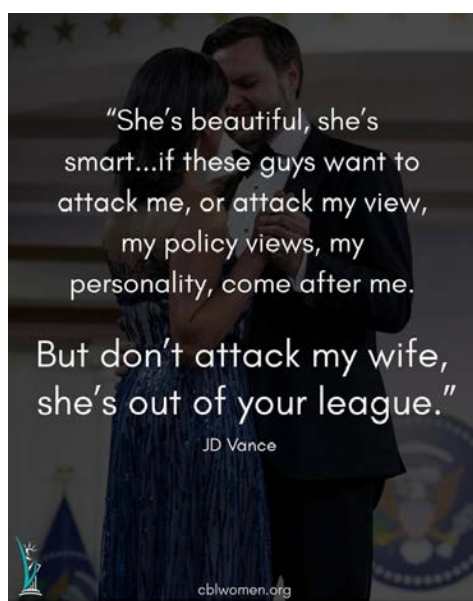 “She’s beautiful, she’s
smart...if these guys want to
attack me, or attack my view,
my policy views, my
personality, come after me.
But don’t attack my wife,
she’s out of your league.”
JD Vance
cblwomen.org